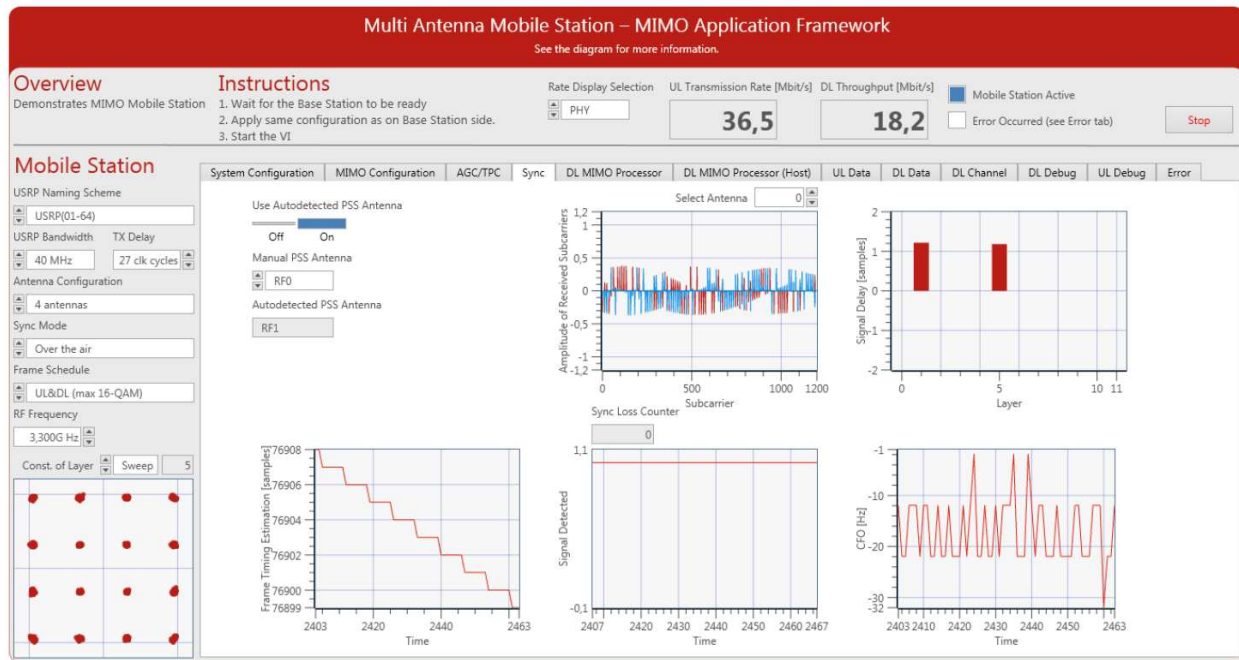 Multi Antenna Mobile Station – MIMO Application Framework
See the diagram for more information.
Overview
Demonstrates MIMO Mobile Station
Instructions
1. Wait for the Base Station to be ready
2. Apply same configuration as on Base Station side.
3. Start the VI
Rate Display Selection
PHY
UL Transmission Rate [Mbit/s]
36,5
DL Throughput [Mbit/s]
18,2
Mobile Station Active
Error Occurred (see Error tab)
Stop
Mobile Station
USRP Naming Scheme
USRP(01-64)
USRP Bandwidth TX Delay
40 MHz 27 clk cycles
Antenna Configuration
4 antennas
Sync Mode
Over the air
Frame Schedule
UL&DL (max 16-QAM)
RF Frequency
3,300G Hz
Const. of Layer Sweep 5
System Configuration MIMO Configuration AGC/TPC Sync DL MIMO Processor DL MIMO Processor (Host) UL Data DL Data DL Channel DL Debug UL Debug Error
Use Autodetected PSS Antenna
Off On
Manual PSS Antenna
RF0
Autodetected PSS Antenna
RF1
Select Antenna 0
Amplitude of Received Subcarriers
1,2
1
0,5
0
-0,5
-1
-1,2
0 500 1000 1200
Subcarrier
Signal Delay [samples]
2
1
0
-1
-2
0 5 10 11
Layer
Sync Loss Counter
0
Frame Timing Estimation [samples]
76908
76906
76904
76902
76900
76899
2403 2420 2440 2463
Time
Signal Detected
1,1
-0,1
2407 2420 2430 2440 2450 2460 2467
Time
CFO [Hz]
-1
-10
-20
-30
-32
2403 2410 2420 2430 2440 2450 2463
Time